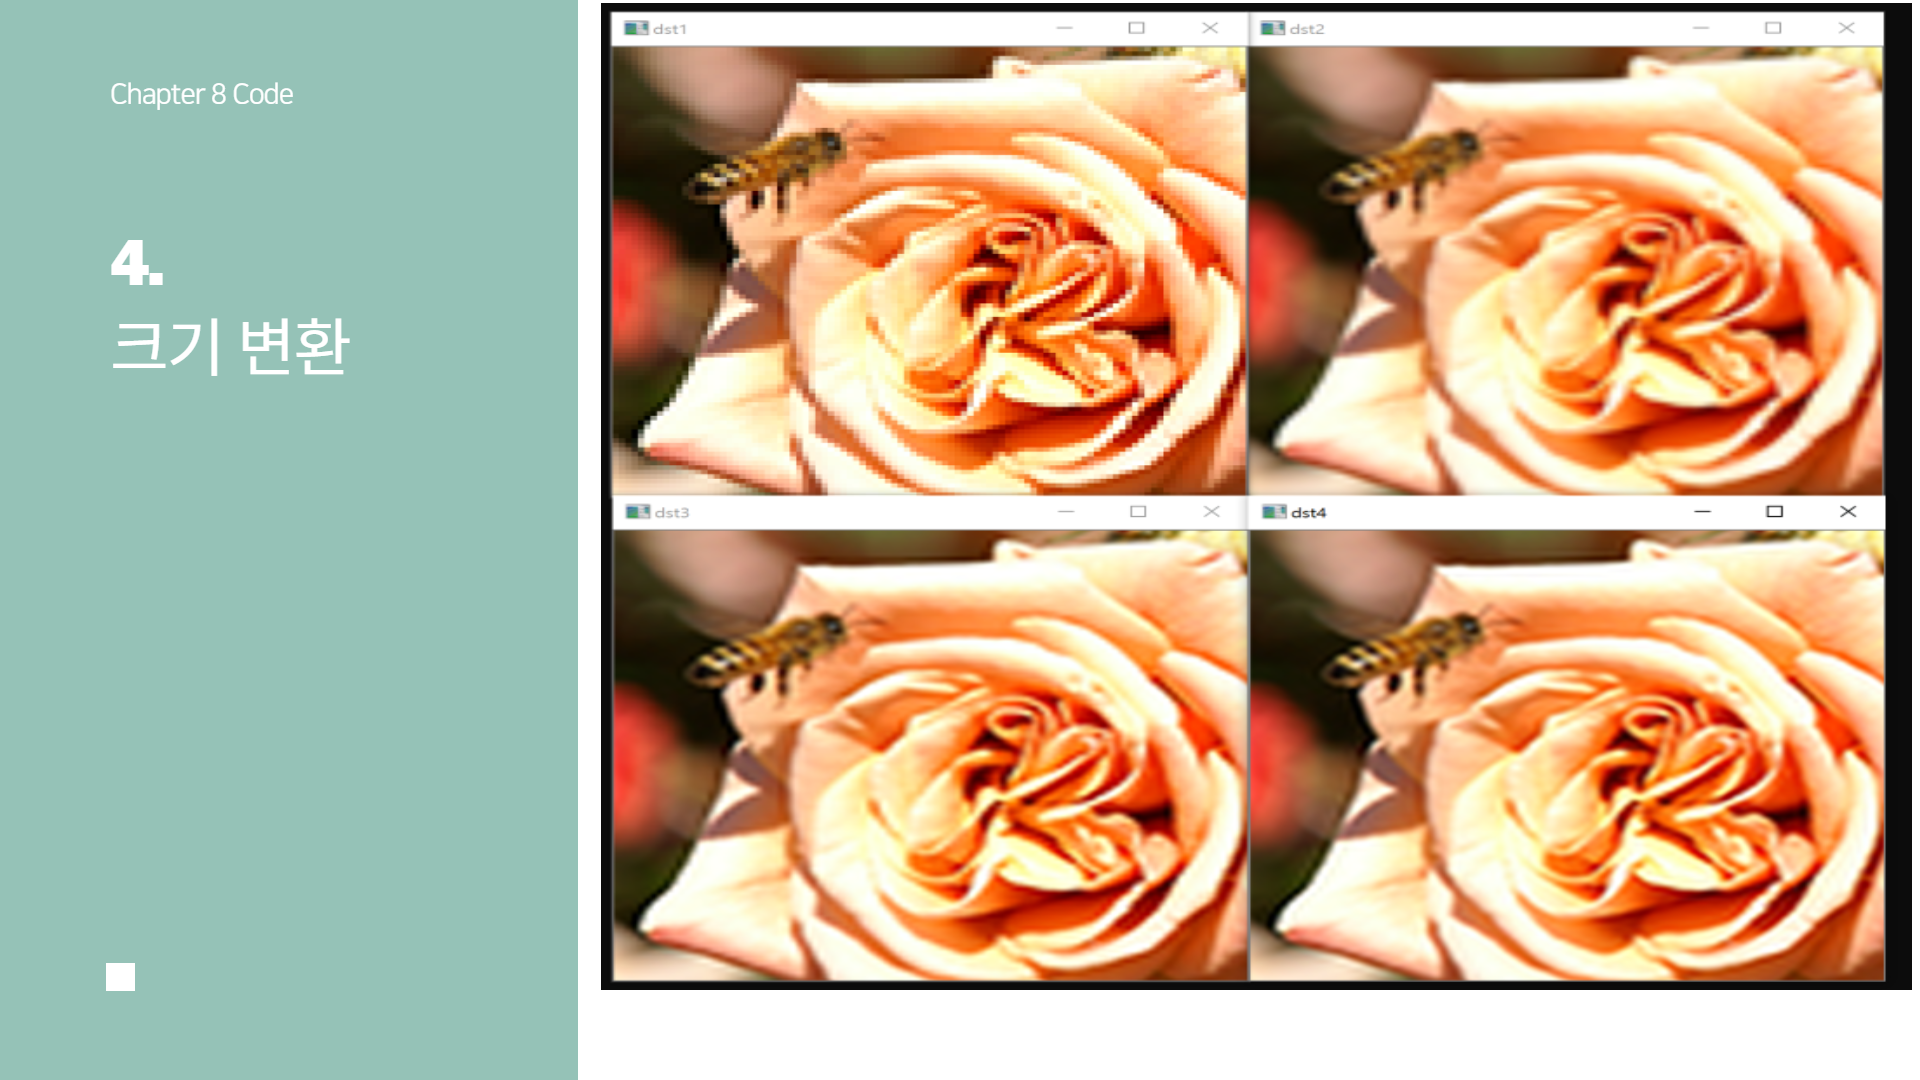 Chapter 8 Code
4.
크기 변환
dst1
dst2
dst3
dst4